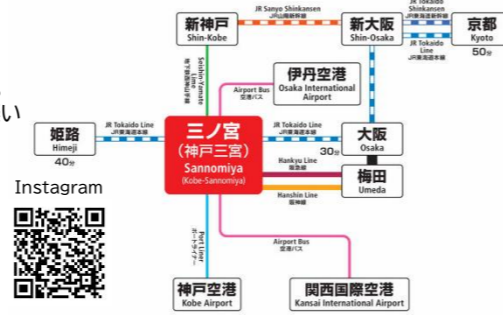 JR Sanyo Shinkansen
JR山陽新幹線
JR Tokaido
Shinkansen
JR東海道新幹線
新神戸
Shin-Kobe
新大阪
Shin-Osaka
京都
Kyoto
50分
JR Tokaido
Line
JR東海道本線
Seishin-Yamate
Line
伊丹空港
Osaka International
Airport
Airport Bus
空港バス
い
姫路
Himeji
40分
JR Tokaido Line
JR東海道本線
三ノ宮
(神戸三宮)
Sannomiya
(Kobe-Sannomiya)
JR Tokaido Line
JR東海道本線
30分
大阪
Osaka
Hankyu Line
阪急線
梅田
Umeda
Hanshin Line
阪神線
Instagram
Port Liner
ポートライナー
Airport Bus
空港バス
神戸空港
Kobe Airport
関西国際空港
Kansai International Airport